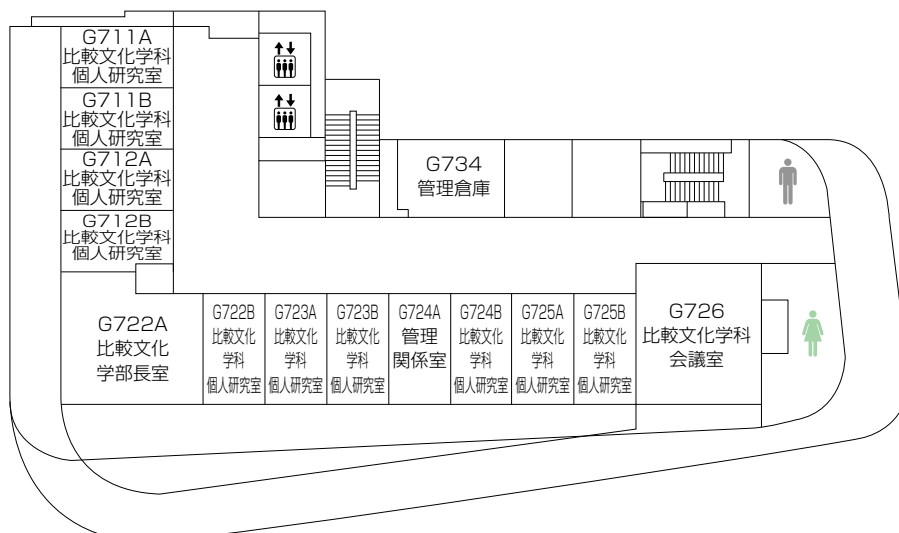 G711A
比較文化学科
個人研究室
G711B
比較文化学科
個人研究室
G712A
比較文化学科
個人研究室
G712B
比較文化学科
個人研究室
G734
管理倉庫
G722A
比較文化
学部長室
G722B
比較文化
学科
個人研究室
G723A
比較文化
学科
個人研究室
G723B
比較文化
学科
個人研究室
G724A
管理
関係室
G724B
比較文化
学科
個人研究室
G725A
比較文化
学科
個人研究室
G725B
比較文化
学科
個人研究室
G726
比較文化学科
会議室